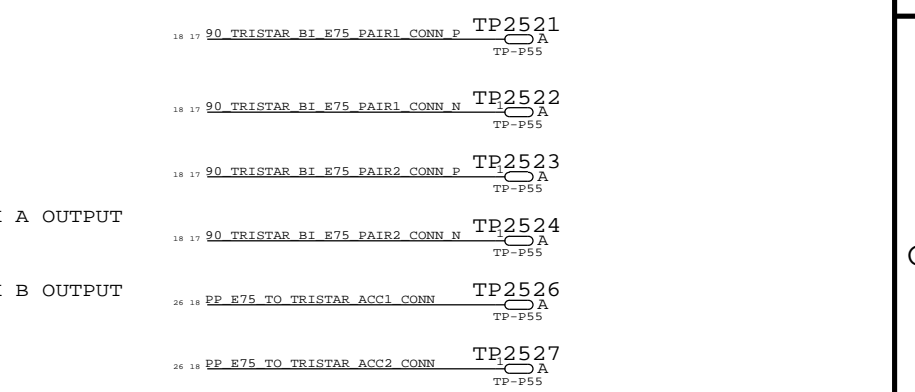 TP2521
18 17 90_TRISTAR_BI_E75_PAIR1_CONN_P A
TP-P55
TP2522
18 17 90_TRISTAR_BI_E75_PAIR1_CONN_N 1 A
TP-P55
TP2523
18 17 90_TRISTAR_BI_E75_PAIR2_CONN_P 1 A
TP-P55
A OUTPUT
TP2524
18 17 90_TRISTAR_BI_E75_PAIR2_CONN_N 1 A
TP-P55
B OUTPUT
TP2526
26 18 PP_E75_TO_TRISTAR_ACC1_CONN A
TP-P55
TP2527
26 18 PP_E75_TO_TRISTAR_ACC2_CONN 1 A
TP-P55